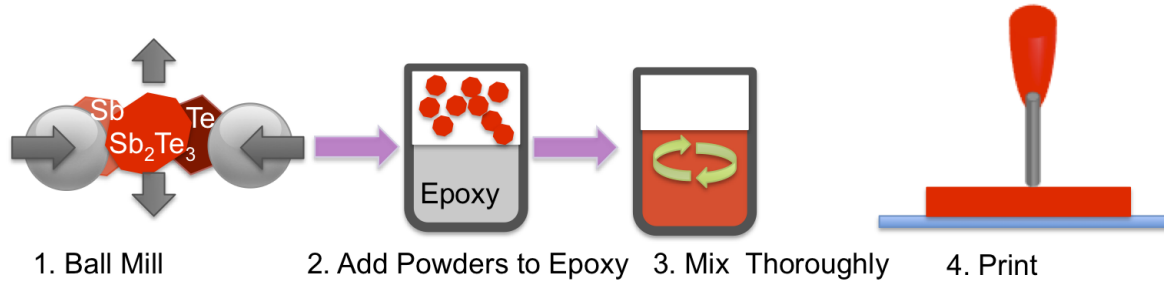 Sb
Te
Sb₂Te₃
Epoxy
1. Ball Mill
2. Add Powders to Epoxy
3. Mix Thoroughly
4. Print